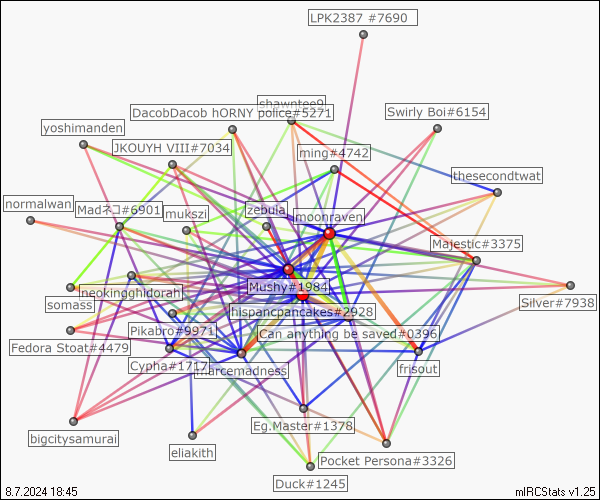 LPK2387 #7690
shawntee9
DacobDacob hORNY police#5271
Swirly Boi#6154
yoshimanden
JKOUYH VIII#7034
ming#4742
thesecondtwat
normalwan
Madネコ#6901
mukszi
zebula
moonraven
Majestic#3375
Mushy#1984
neokingghidorah
somass
Silver#7938
hispancpancakes#2928
Pikabro#9971
Can anything be saved#0396
Fedora Stoat#4479
Cypha#1717
marcemadness
frisout
Eg.Master#1378
bigcitysamurai
eliakith
Pocket Persona#3326
Duck#1245
8.7.2024 18:45
mIRCStats v1.25